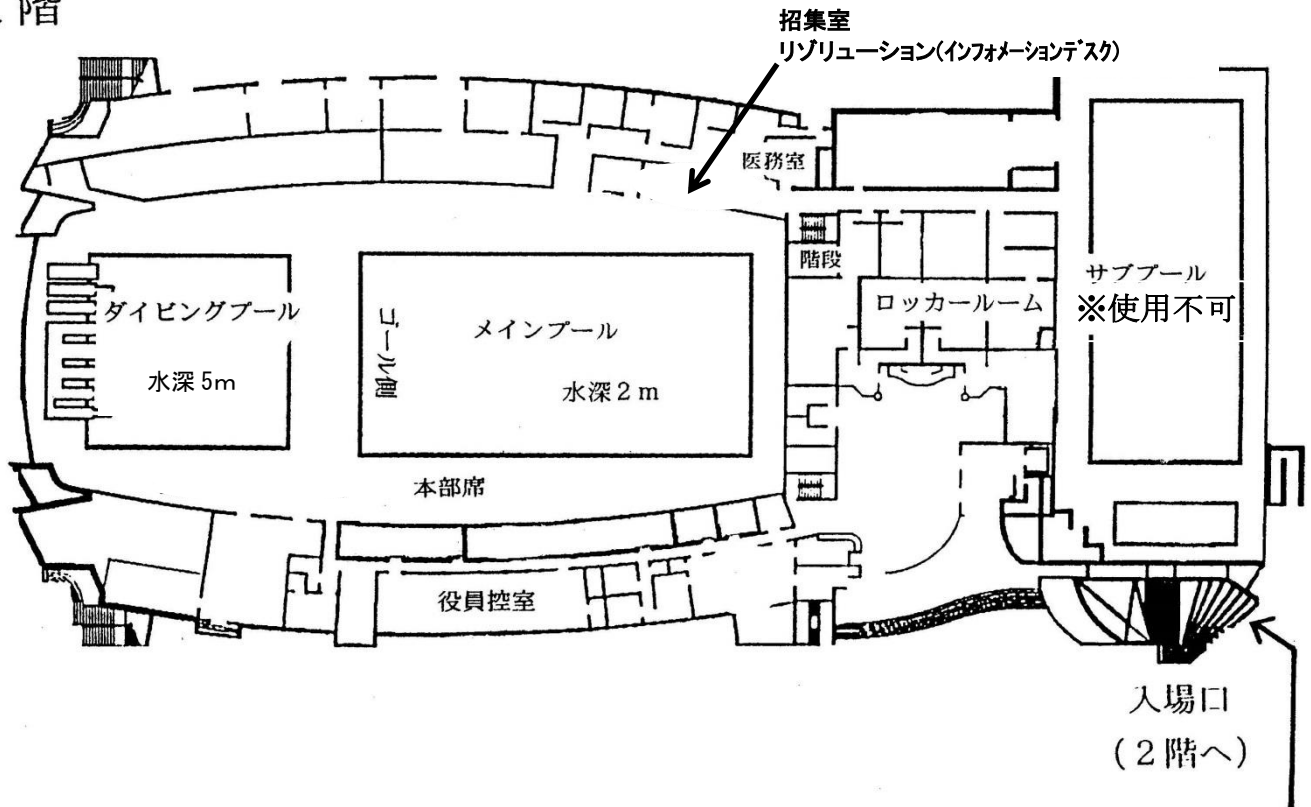 階
招集室
リゾリューション(インフォメーションデスク)
医務室
階段
サブプール
※使用不可
ロッカールーム
ダイビングプール
水深5m
ゴール側
メインプール
水深2m
本部席
役員控室
入場口
(2階へ)